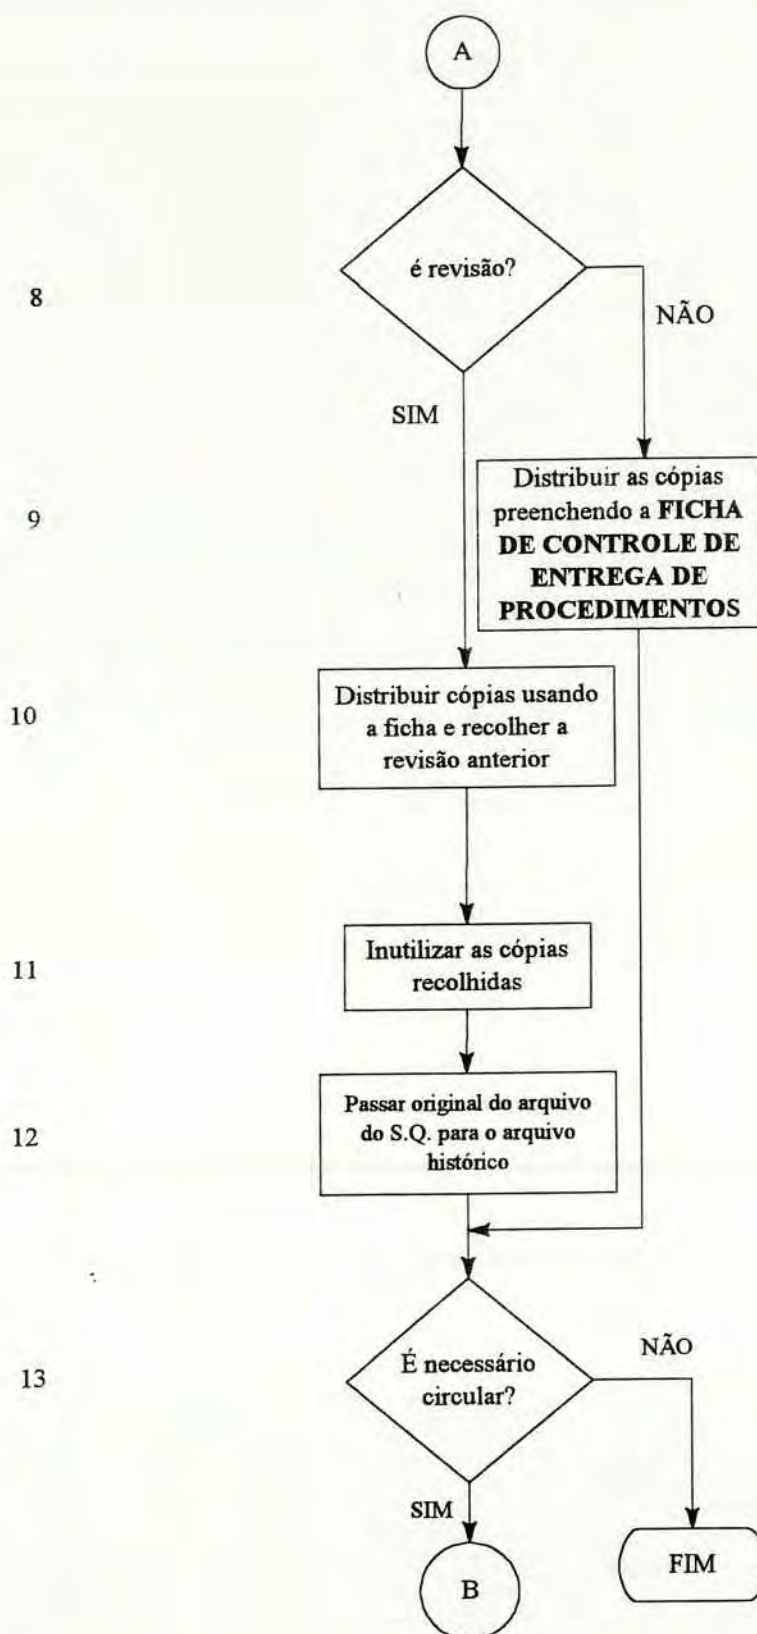 A
8
é revisão?
NÃO
SIM
9
Distribuir as cópias
preenchendo a FICHA
DE CONTROLE DE
ENTREGA DE
PROCEDIMENTOS
10
Distribuir cópias usando
a ficha e recolher a
revisão anterior
11
Inutilizar as cópias
recolhidas
12
Passar original do arquivo
do S.Q. para o arquivo
histórico
13
É necessário
circular?
NÃO
SIM
B
FIM